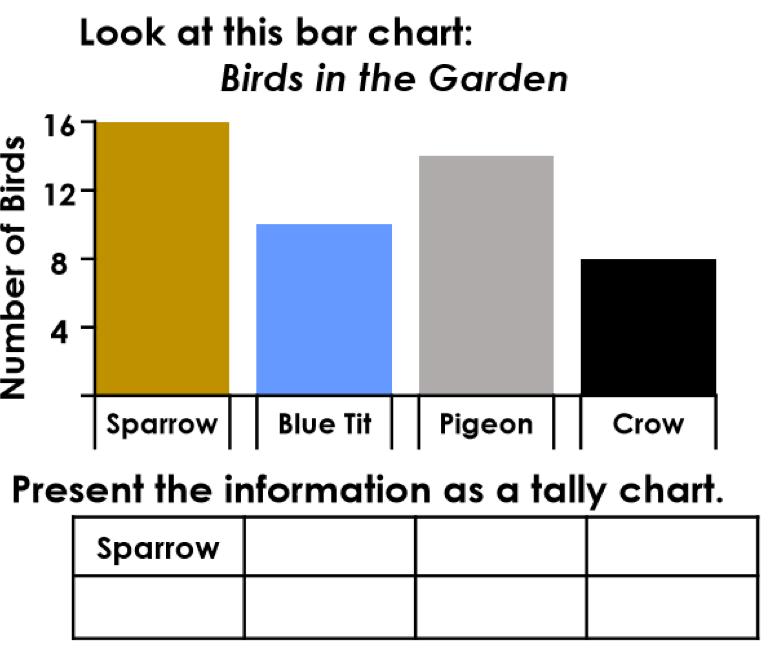 Look at this bar chart:
Birds in the Garden
Number of Birds
16
12
8
4
Sparrow Blue Tit Pigeon Crow
Present the information as a tally chart.
Sparrow